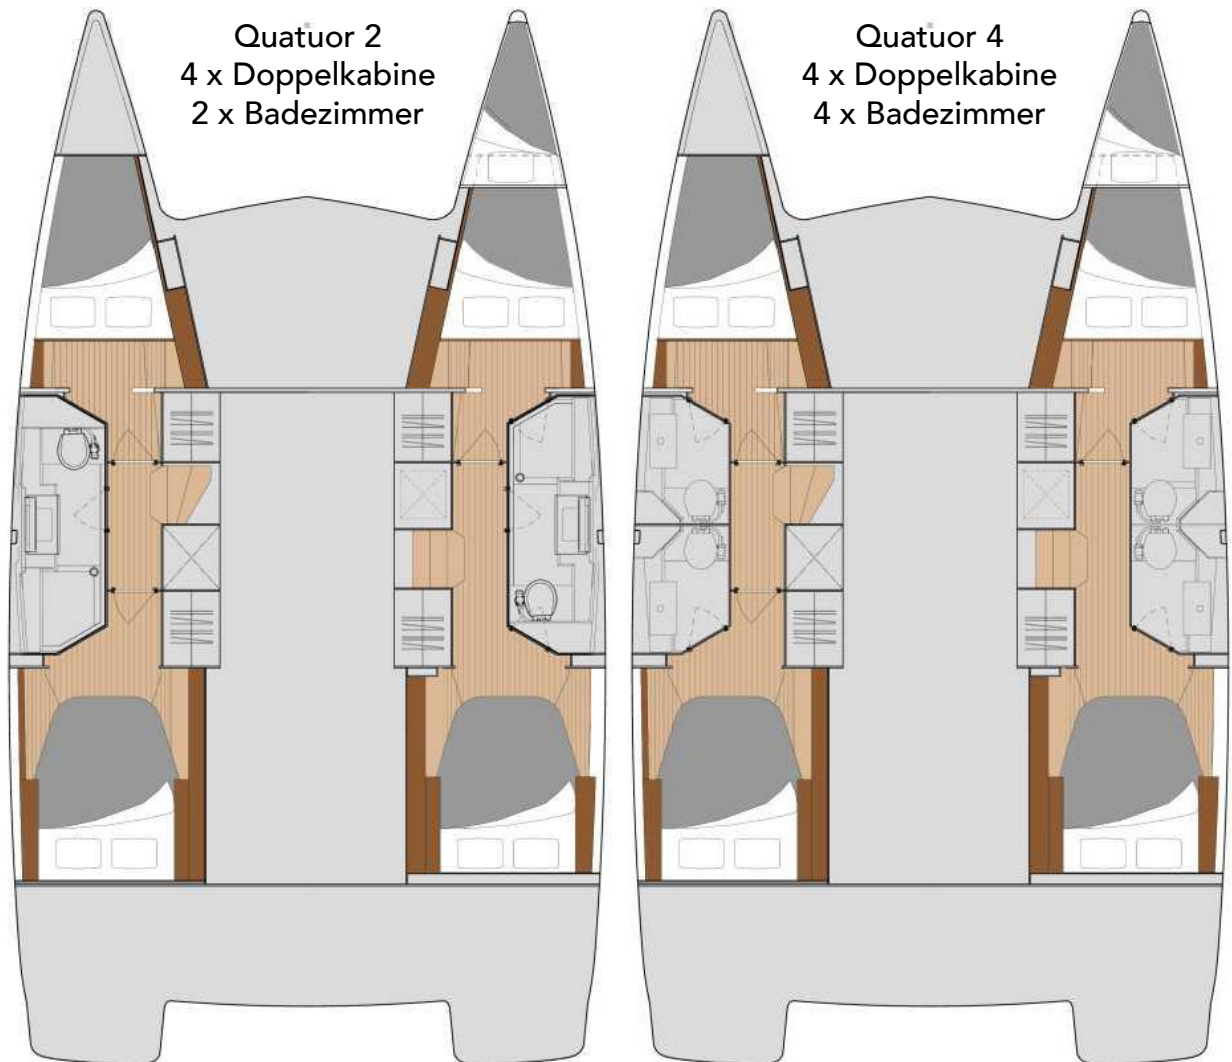 Quatuor 2
4 x Doppelkabine
2 x Badezimmer
Quatuor 4
4 x Doppelkabine
4 x Badezimmer